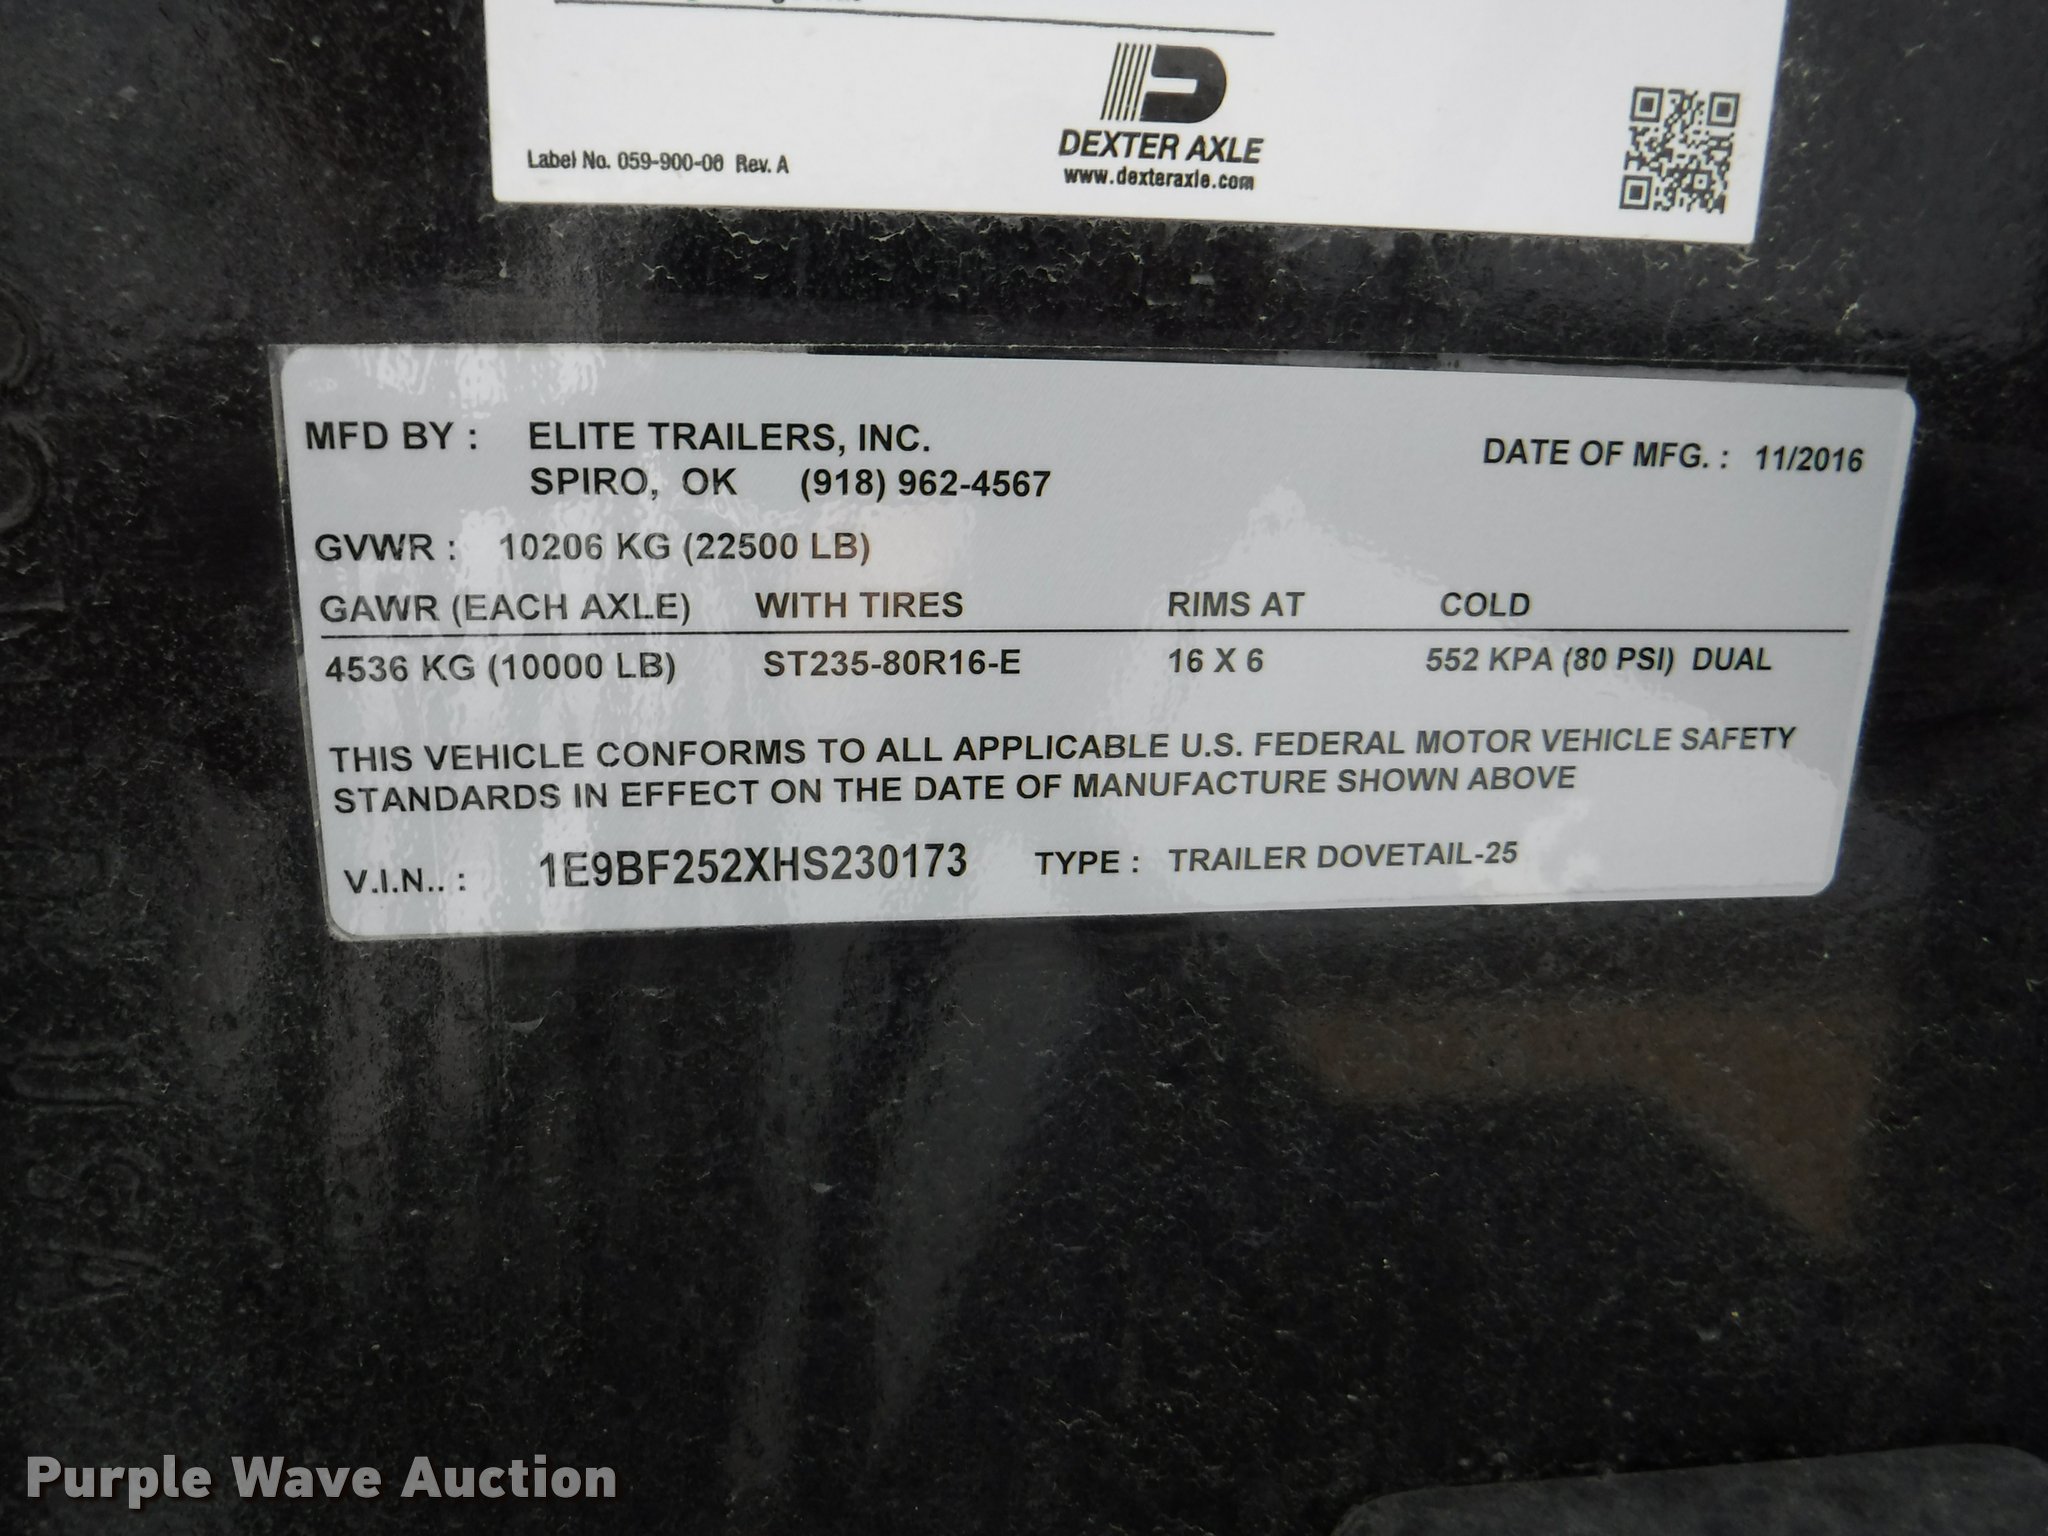 DEXTER AXLE
www.dexteraxle.com
Label No. 059-900-06 Rev. A
MFD BY : ELITE TRAILERS, INC.
DATE OF MFG. : 11/2016
SPIRO, OK (918) 962-4567
GVWR : 10206 KG (22500 LB)
GAWR (EACH AXLE) WITH TIRES RIMS AT COLD
4536 KG (10000 LB) ST235-80R16-E 16 X 6 552 KPA (80 PSI) DUAL
THIS VEHICLE CONFORMS TO ALL APPLICABLE U.S. FEDERAL MOTOR VEHICLE SAFETY
STANDARDS IN EFFECT ON THE DATE OF MANUFACTURE SHOWN ABOVE
V.I.N.. : 1E9BF252XHS230173 TYPE : TRAILER DOVETAIL-25
Purple Wave Auction